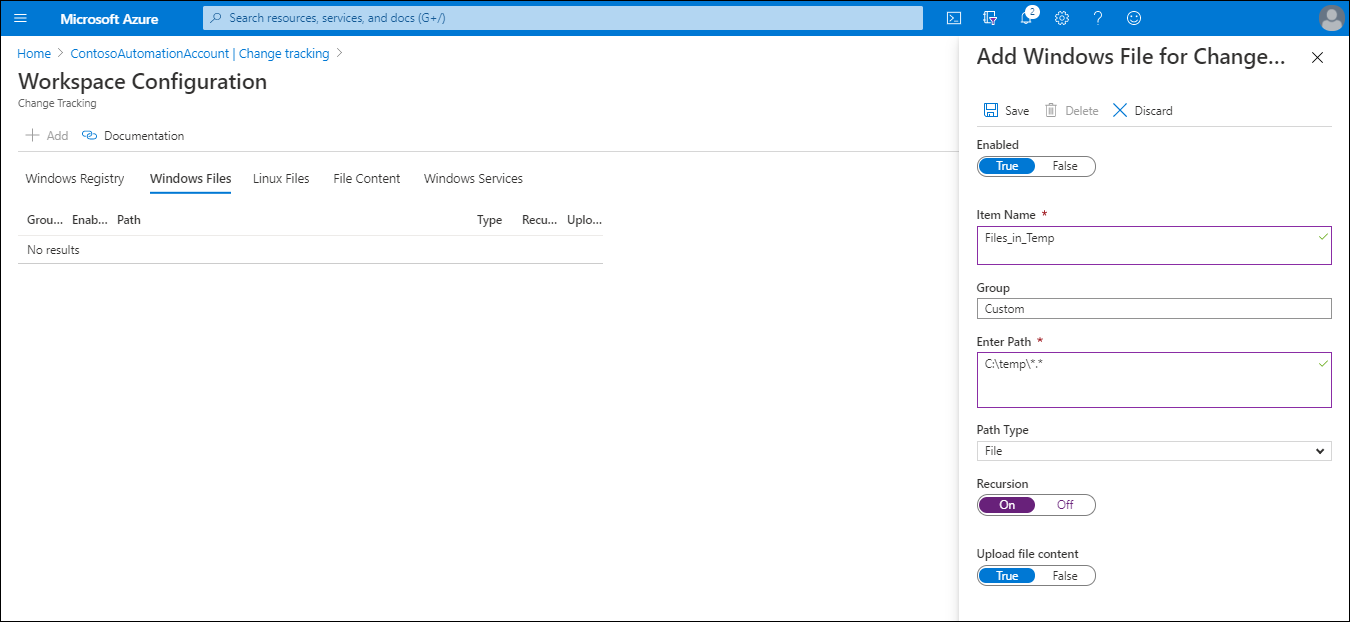 Microsoft Azure
Search resources, services, and docs (G+/)
2
Home > ContosoAutomationAccount | Change tracking >
Workspace Configuration
Change Tracking
Add Documentation
Windows Registry Windows Files Linux Files File Content Windows Services
Grou... Enab... Path Type Recu... Uplo...
No results
Add Windows File for Change...
Save Delete Discard
Enabled
True False
Item Name *
Files_in_Temp
Group
Custom
Enter Path *
C:\temp\*.*
Path Type
File
Recursion
On Off
Upload file content
True False